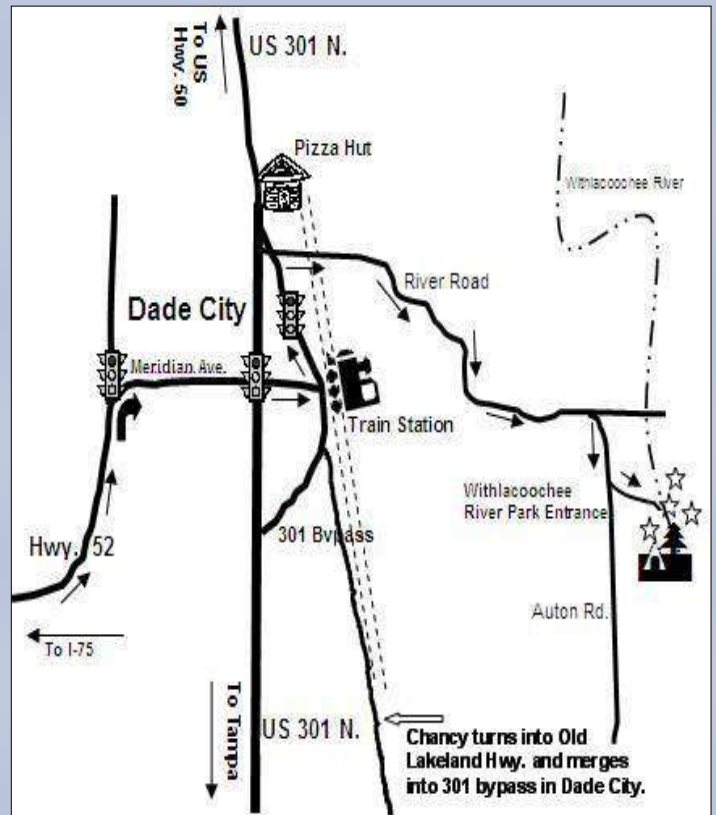 To US
Hwy. 50
US 301 N.
Pizza Hut
Withlacoochee River
River Road
Dade City
Meridian Ave.
Train Station
Withlacoochee
River Park Entrance
301 Bypass
Hwy. 52
Auton Rd.
To I-75
To Tampa
US 301 N.
Chancy turns into Old
Lakeland Hwy. and merges
into 301 bypass in Dade City.